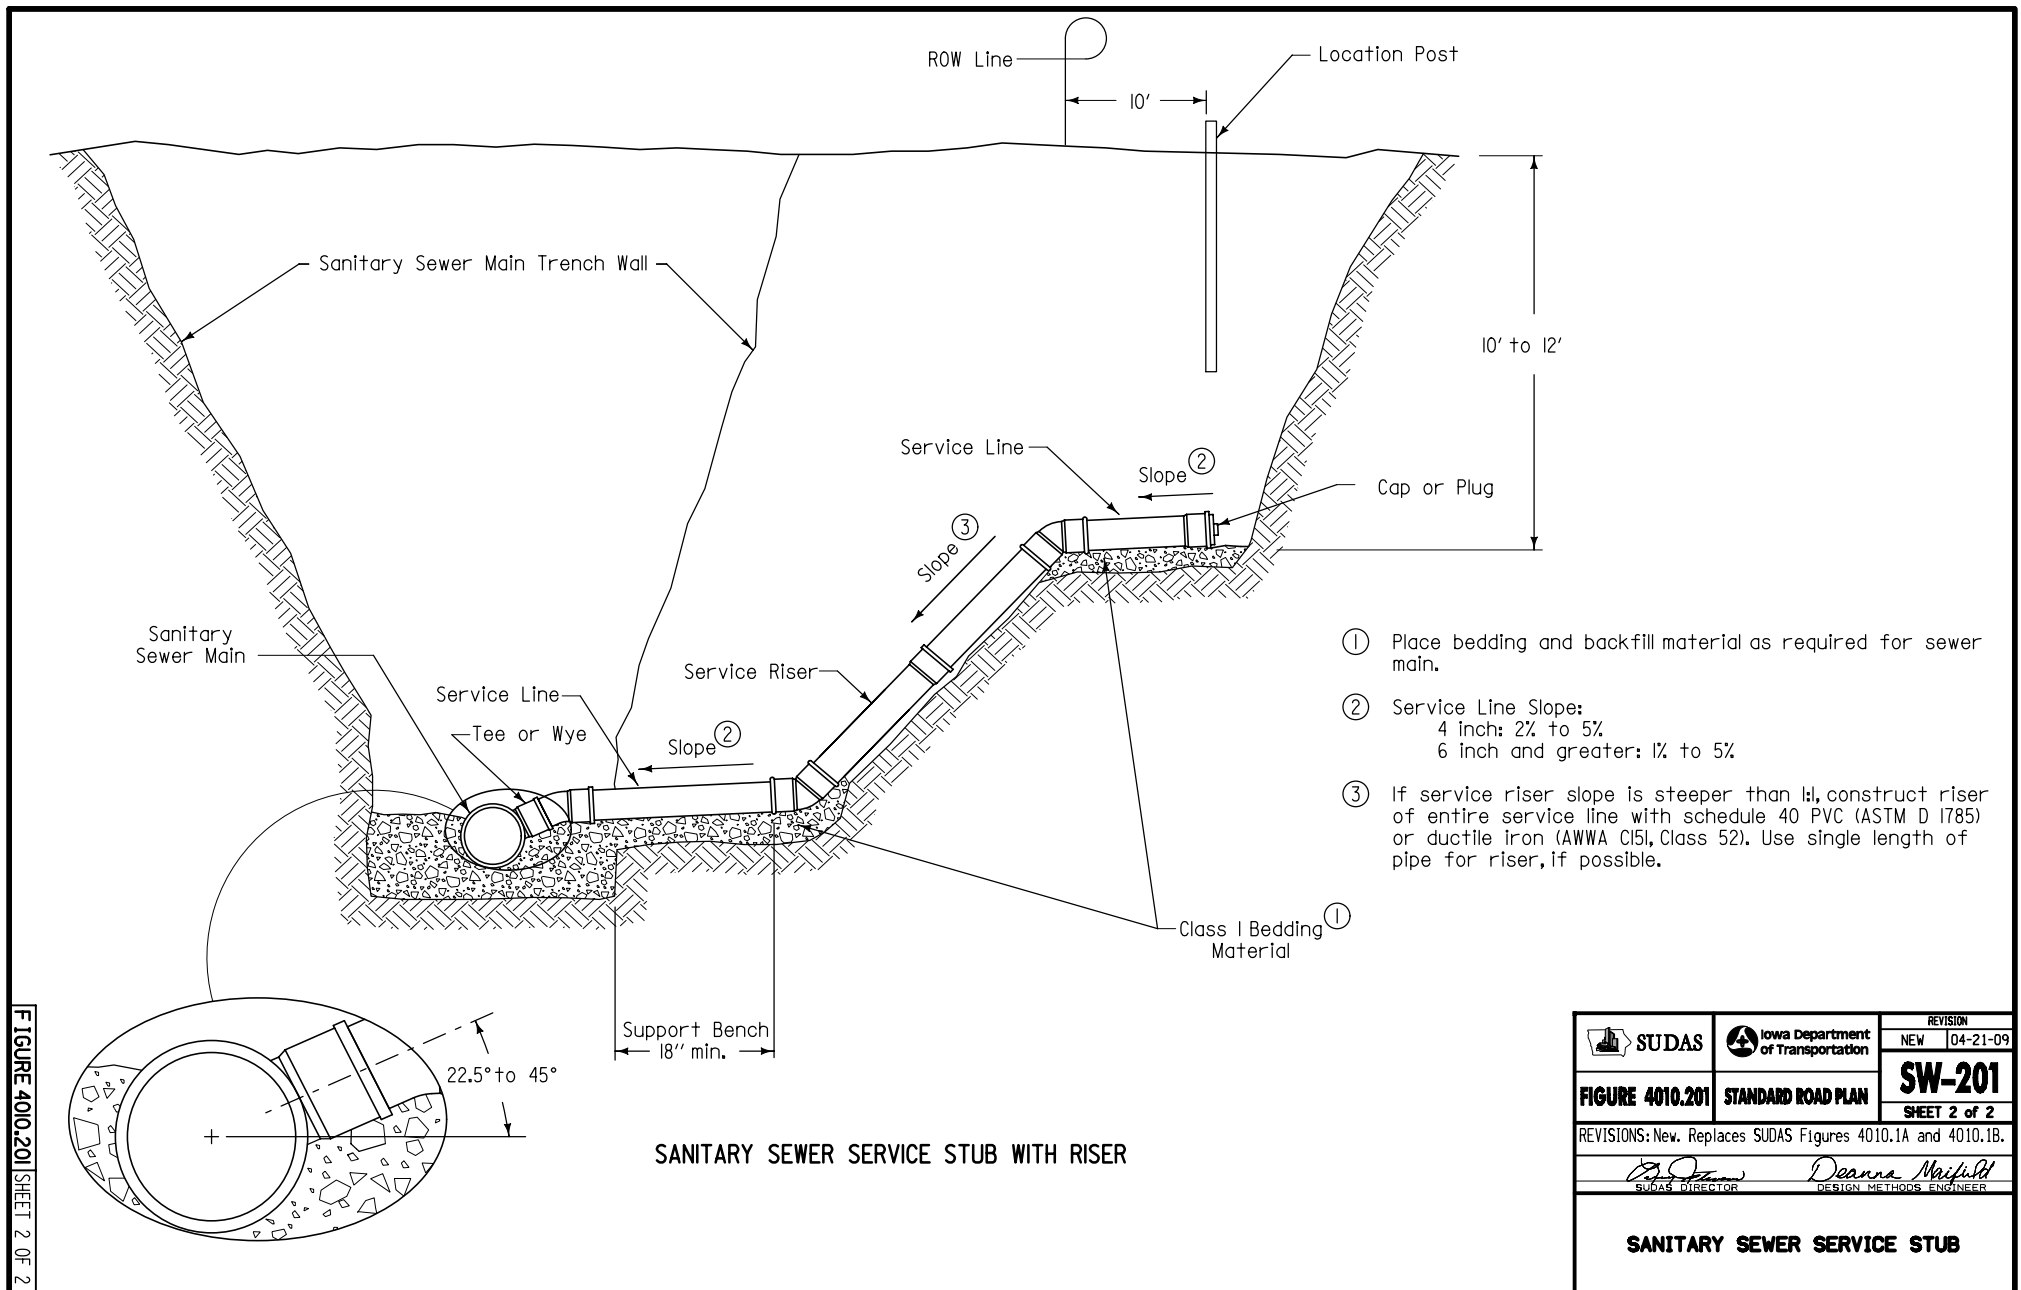 ROW Line
Location Post
10'
Sanitary Sewer Main Trench Wall
10' to 12'
Service Line
Slope 2
Cap or Plug
Slope 3
Sanitary
Sewer Main
Service Riser
Service Line
Tee or Wye
Slope 2
1 Place bedding and backfill material as required for sewer
main.
2 Service Line Slope:
4 inch: 2% to 5%
6 inch and greater: 1% to 5%
3 If service riser slope is steeper than 1:1, construct riser
of entire service line with schedule 40 PVC (ASTM D 1785)
or ductile iron (AWWA C151, Class 52). Use single length of
pipe for riser, if possible.
Class I Bedding 1
Material
Support Bench
18'' min.
22.5° to 45°
SANITARY SEWER SERVICE STUB WITH RISER
FIGURE 4010.201 SHEET 2 OF 2
SUDAS
Iowa Department
of Transportation
REVISION
NEW 04-21-09
FIGURE 4010.201
STANDARD ROAD PLAN
SW-201
SHEET 2 of 2
REVISIONS: New. Replaces SUDAS Figures 4010.1A and 4010.1B.
Deanna Maifield
SUDAS DIRECTOR
DESIGN METHODS ENGINEER
SANITARY SEWER SERVICE STUB